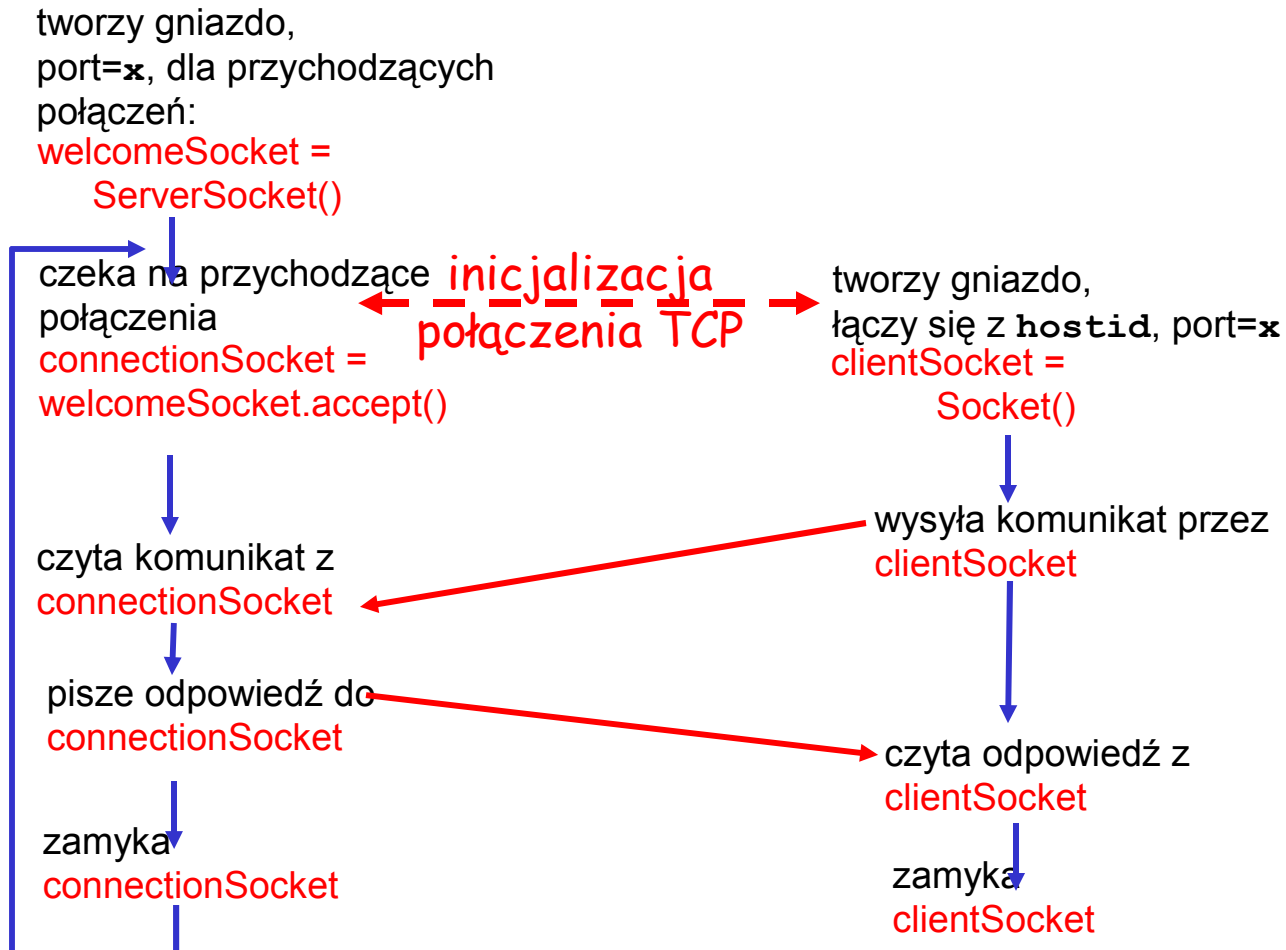 tworzy gniazdo,
port=x, dla przychodzących
połączeń:
welcomeSocket =
ServerSocket()
czeka na przychodzące
połączenia
connectionSocket =
welcomeSocket.accept()
inicjalizacja
połączenia TCP
tworzy gniazdo,
łączy się z hostid, port=x
clientSocket =
Socket()
wysyła komunikat przez
clientSocket
czyta komunikat z
connectionSocket
pisze odpowiedź do
connectionSocket
czyta odpowiedź z
clientSocket
zamyka
connectionSocket
zamyka
clientSocket